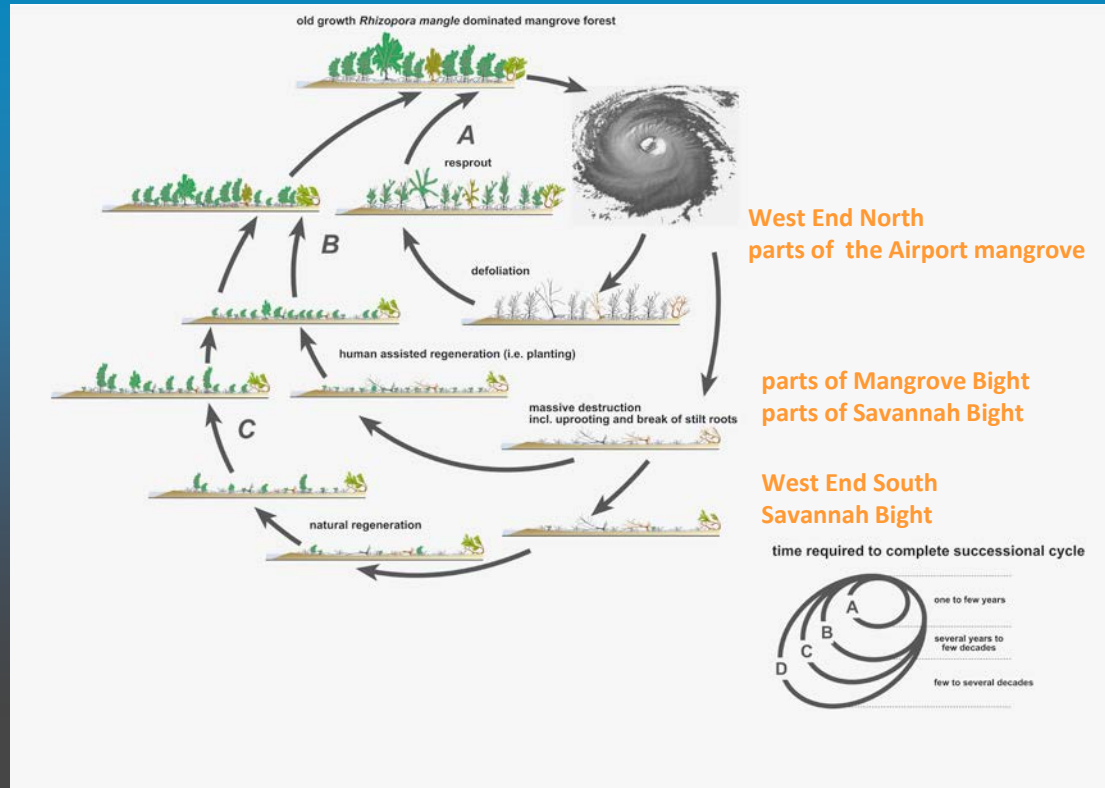 old growth Rhizopora mangle dominated mangrove forest
A
resprout
West End North
parts of the Airport mangrove
B
defoliation
human assisted regeneration (i.e. planting)
massive destruction
incl. uprooting and break of stilt roots
parts of Mangrove Bight
parts of Savannah Bight
C
West End South
Savannah Bight
natural regeneration
time required to complete successional cycle
A
one to few years
B
several years to
few decades
C
D
few to several decades